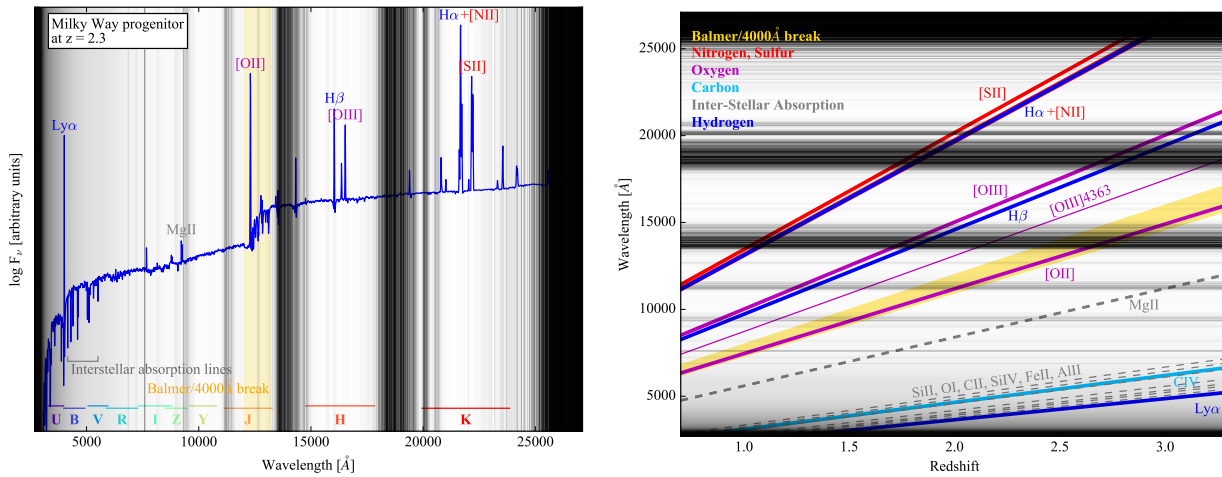 Milky Way progenitor
at z = 2.3
Hα+[NII]
[OII]
[SII]
Hβ
[OIII]
Lyα
MgII
Interstellar absorption lines
Balmer/4000Å break
U B V R I Z Y J H K
5000 10000 15000 20000 25000
Wavelength [Å]
log Fν [arbitrary units]
Balmer/4000Å break
Nitrogen, Sulfur
Oxygen
Carbon
Inter-Stellar Absorption
Hydrogen
[SII]
Hα+[NII]
[OIII]
[OIII]4363
Hβ
[OII]
MgII
SiII, OI, CII, SiIV, FeII, AlII
CIV
Lyα
25000
20000
15000
10000
5000
Wavelength [Å]
1.0 1.5 2.0 2.5 3.0
Redshift